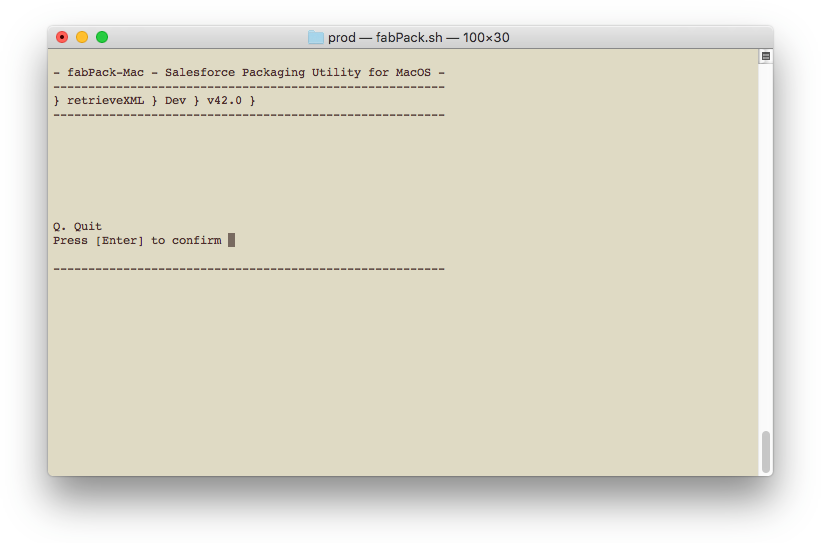 prod — fabPack.sh — 100×30
- fabPack-Mac - Salesforce Packaging Utility for MacOS -
--------------------------------------------------------
} retrieveXML } Dev } v42.0 }
--------------------------------------------------------
Q. Quit
Press [Enter] to confirm
--------------------------------------------------------